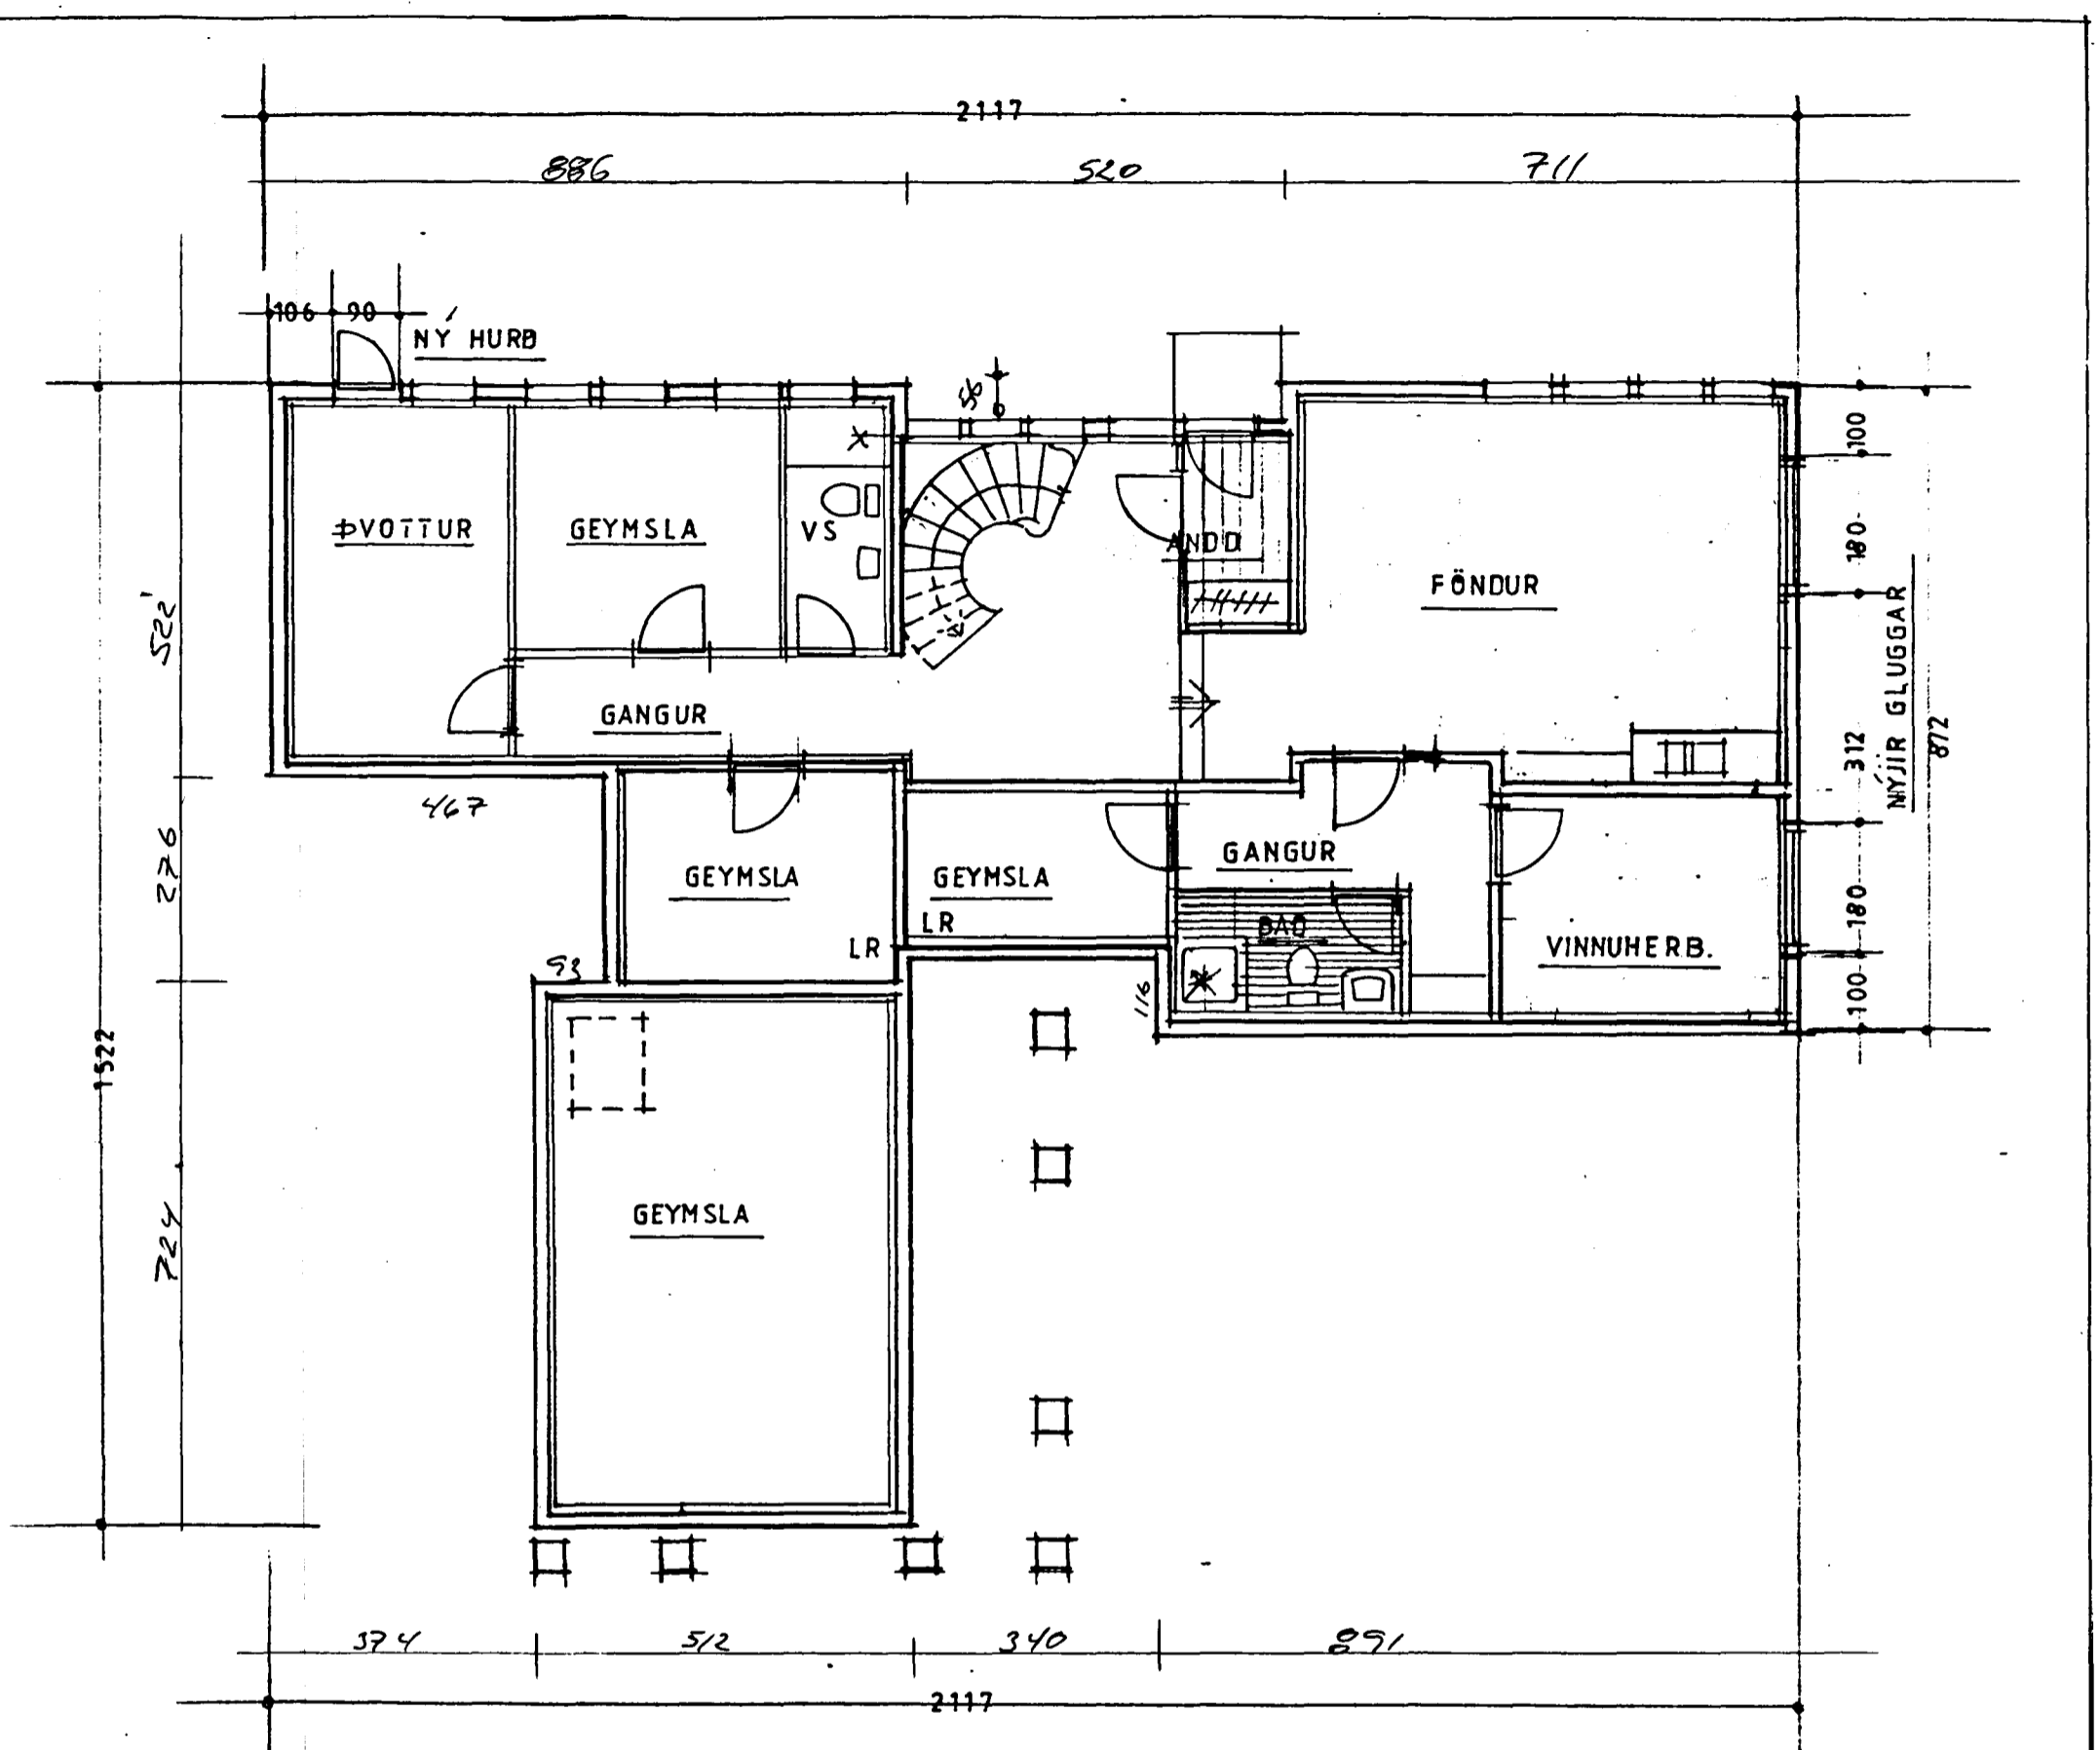 2117
886 520 711
106 90
NÝ HURÐ
56
100
ÞVOTTUR
GEYMSLA
VS
ANDD
180
FÖNDUR
522
NÝJIR GLUGGAR
GANGUR
312
872
467
276
GEYMSLA
GEYMSLA
GANGUR
LR
LR
BAÐ
180
VINNUHERB.
93
116
100
1522
GEYMSLA
724
374 512 340 891
2117